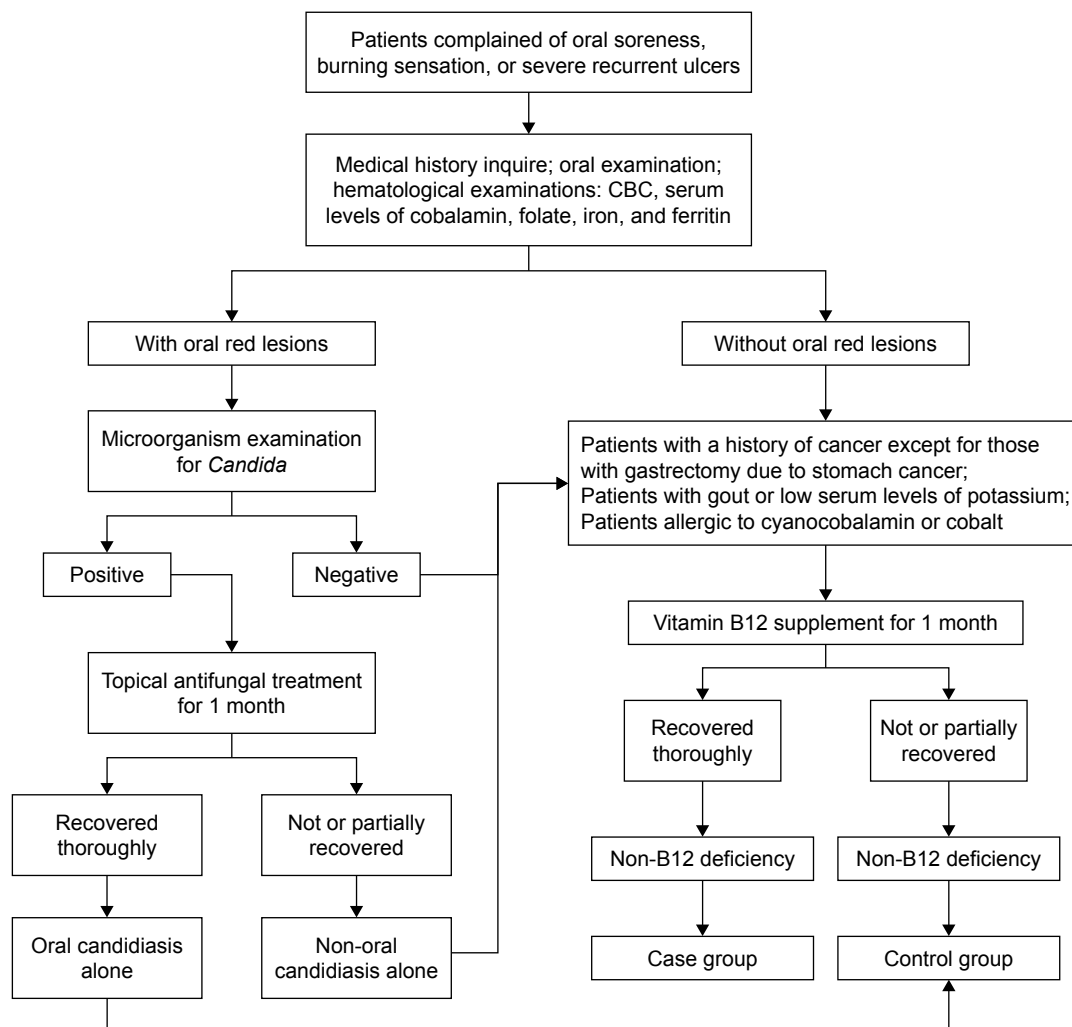 Patients complained of oral soreness,
burning sensation, or severe recurrent ulcers
Medical history inquire; oral examination;
hematological examinations: CBC, serum
levels of cobalamin, folate, iron, and ferritin
With oral red lesions
Without oral red lesions
Microorganism examination
for Candida
Patients with a history of cancer except for those
with gastrectomy due to stomach cancer;
Patients with gout or low serum levels of potassium;
Patients allergic to cyanocobalamin or cobalt
Positive
Negative
Vitamin B12 supplement for 1 month
Topical antifungal treatment
for 1 month
Recovered
thoroughly
Not or partially
recovered
Recovered
thoroughly
Not or partially
recovered
Non-B12 deficiency
Non-B12 deficiency
Oral candidiasis
alone
Non-oral
candidiasis alone
Case group
Control group